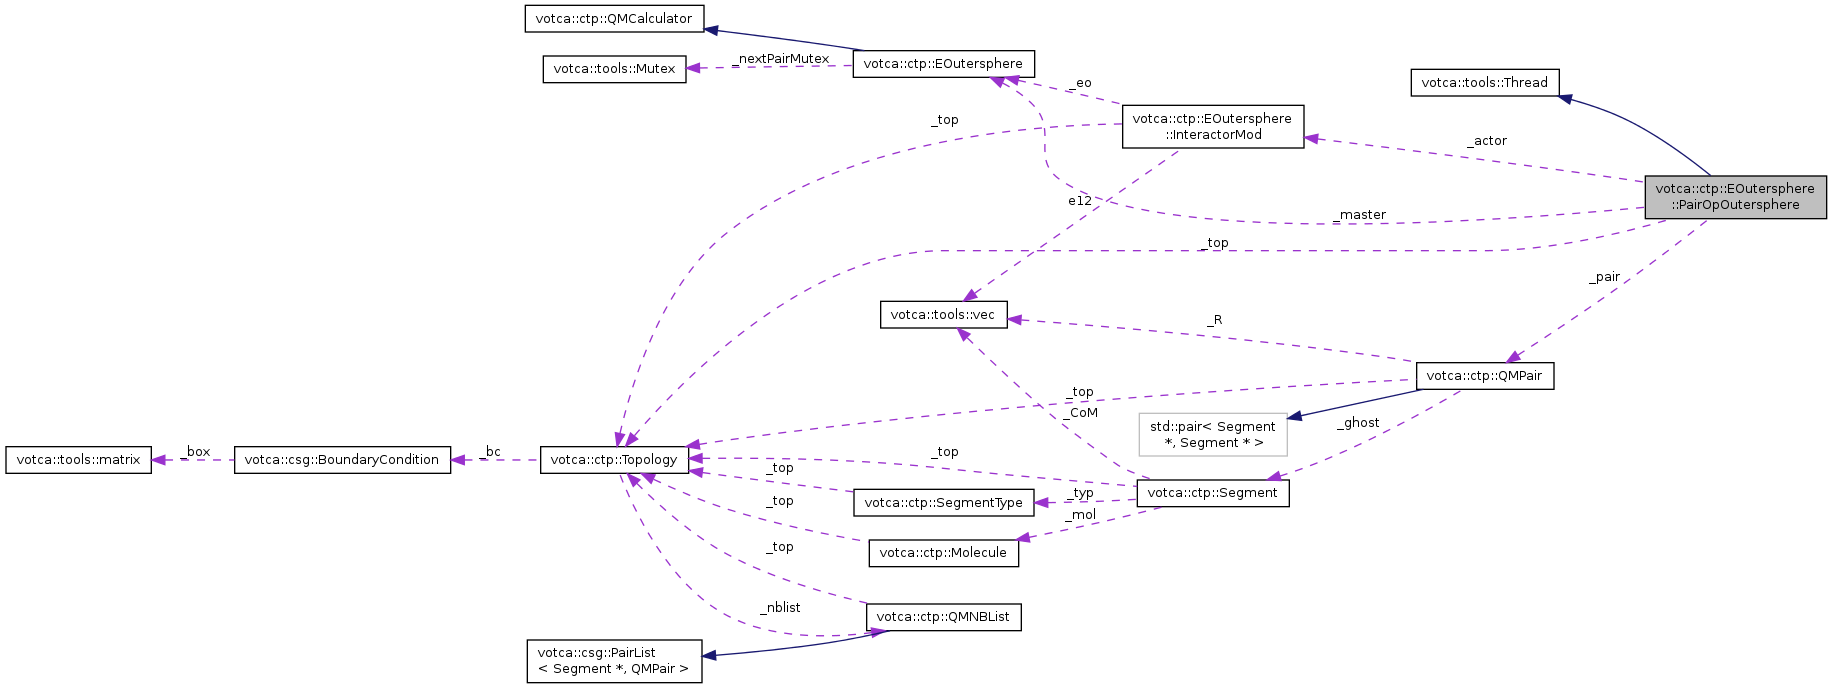 votca::ctp::QMCalculator
votca::tools::Mutex
_nextPairMutex
votca::ctp::EOutersphere
votca::tools::Thread
_eo
votca::ctp::EOutersphere
::InteractorMod
_top
_actor
votca::ctp::EOutersphere
::PairOpOutersphere
e12
_master
_top
_pair
votca::tools::vec
_R
votca::ctp::QMPair
_top
_CoM
std::pair< Segment
*, Segment * >
_ghost
votca::tools::matrix
_box
votca::csg::BoundaryCondition
_bc
votca::ctp::Topology
_top
_top
votca::ctp::SegmentType
_typ
votca::ctp::Segment
_top
_mol
votca::ctp::Molecule
_top
_nblist
votca::ctp::QMNBList
votca::csg::PairList
< Segment *, QMPair >